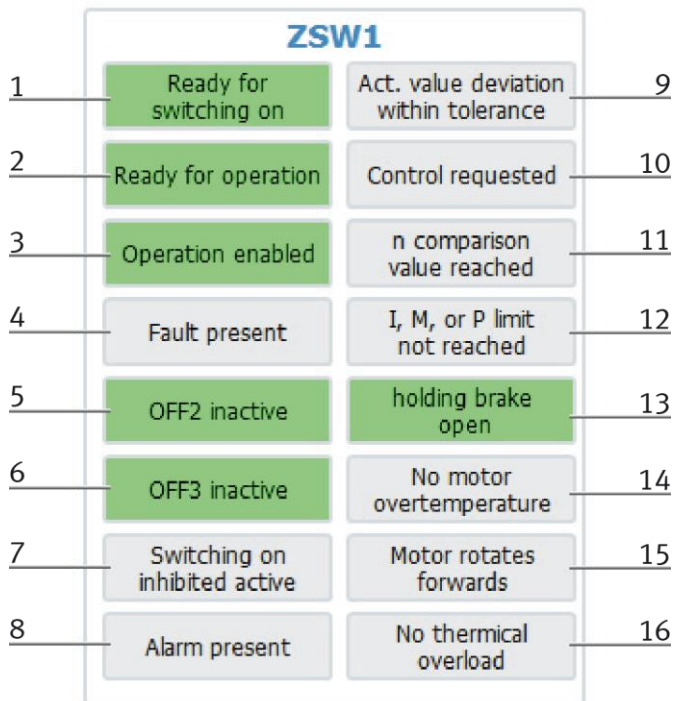 ZSW1
1
Ready for
switching on
2
Ready for operation
3
Operation enabled
4
Fault present
5
OFF2 inactive
6
OFF3 inactive
7
Switching on
inhibited active
8
Alarm present
Act. value deviation
within tolerance
9
Control requested
10
n comparison
value reached
11
I, M, or P limit
not reached
12
holding brake
open
13
No motor
overtemperature
14
Motor rotates
forwards
15
No thermical
overload
16